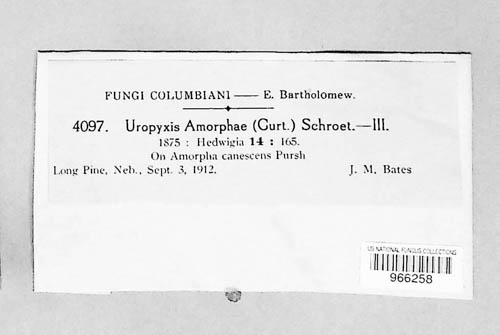 FUNGI COLUMBIANI — E. Bartholomew.
4097. Uropyxis Amorphae (Curt.) Schroet.—III.
1875 : Hedwigia 14 : 165.
On Amorpha canescens Pursh
Long Pine, Neb., Sept. 3, 1912. J. M. Bates
US NATIONAL FUNGUS COLLECTIONS
966258